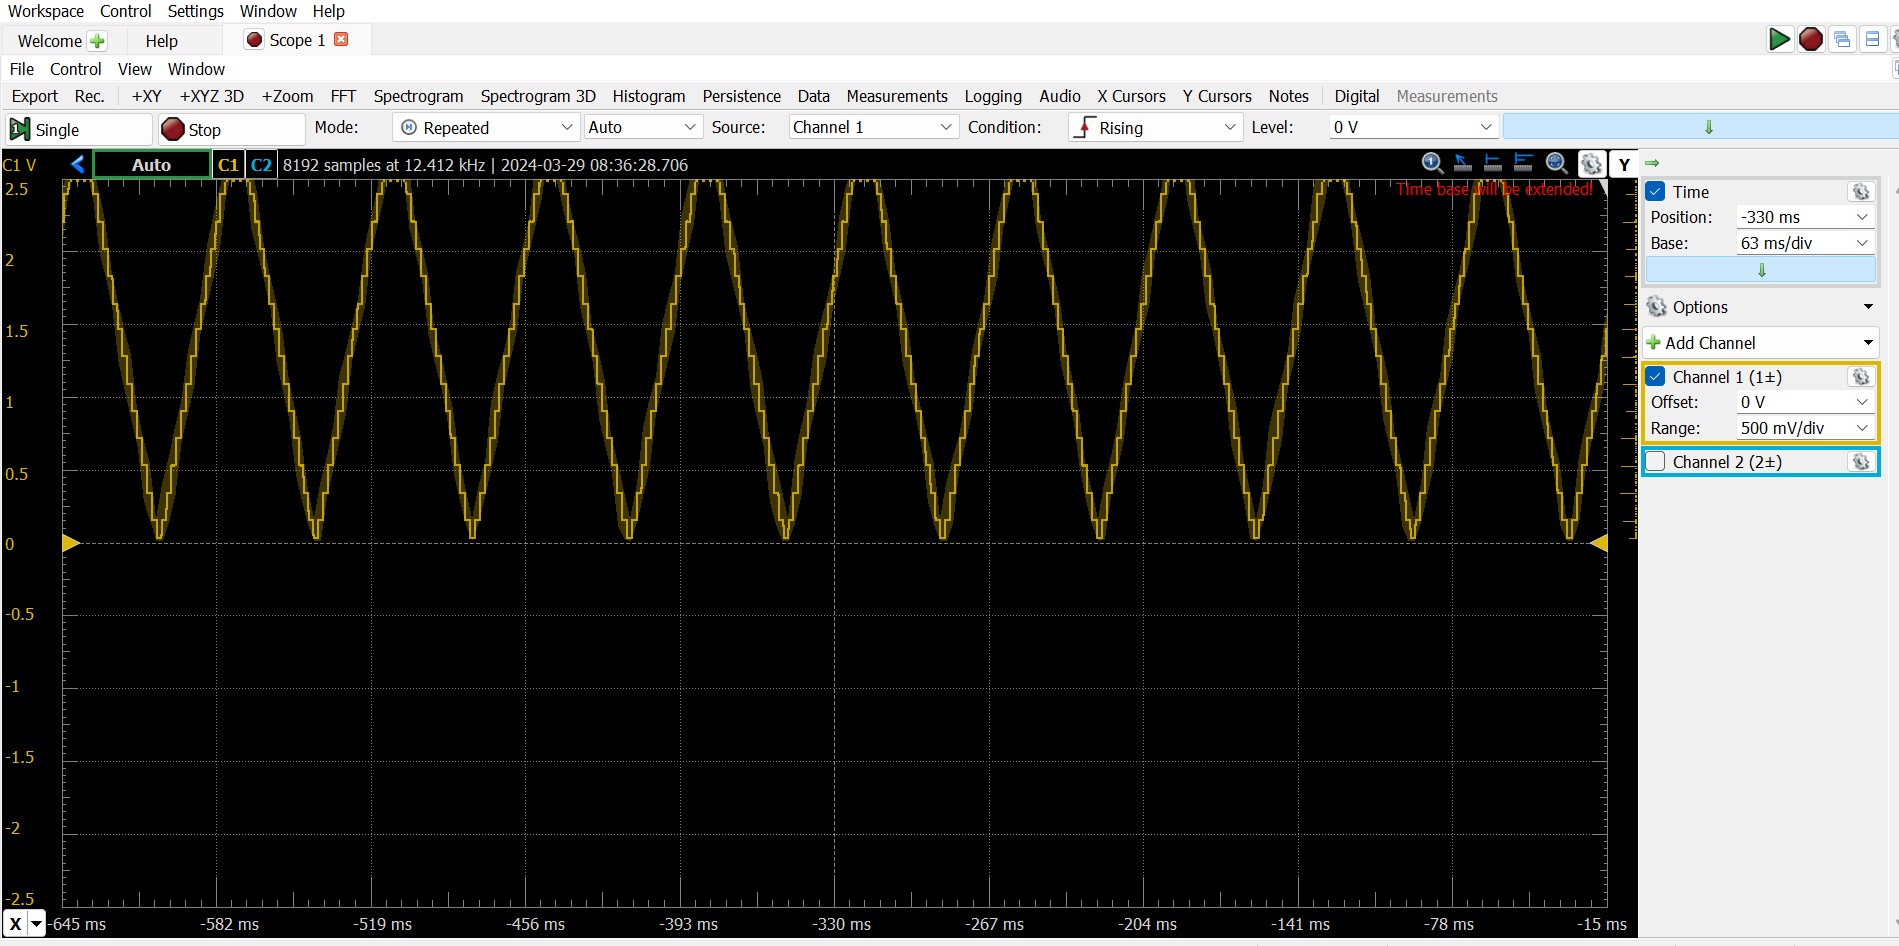 Workspace Control Settings Window Help
Welcome Help Scope 1
File Control View Window
Export Rec. +XY +XYZ 3D +Zoom FFT Spectrogram Spectrogram 3D Histogram Persistence Data Measurements Logging Audio X Cursors Y Cursors Notes Digital Measurements
Single Stop Mode: Repeated Auto Source: Channel 1 Condition: Rising Level: 0 V
C1 V Auto C1 C2 8192 samples at 12.412 kHz | 2024-03-29 08:36:28.706 Y
Time base will be extended!
2.5
2
1.5
1
0.5
0
-0.5
-1
-1.5
-2
-2.5
X -645 ms -582 ms -519 ms -456 ms -393 ms -330 ms -267 ms -204 ms -141 ms -78 ms -15 ms
Time
Position: -330 ms
Base: 63 ms/div
Options
Add Channel
Channel 1 (1±)
Offset: 0 V
Range: 500 mV/div
Channel 2 (2±)